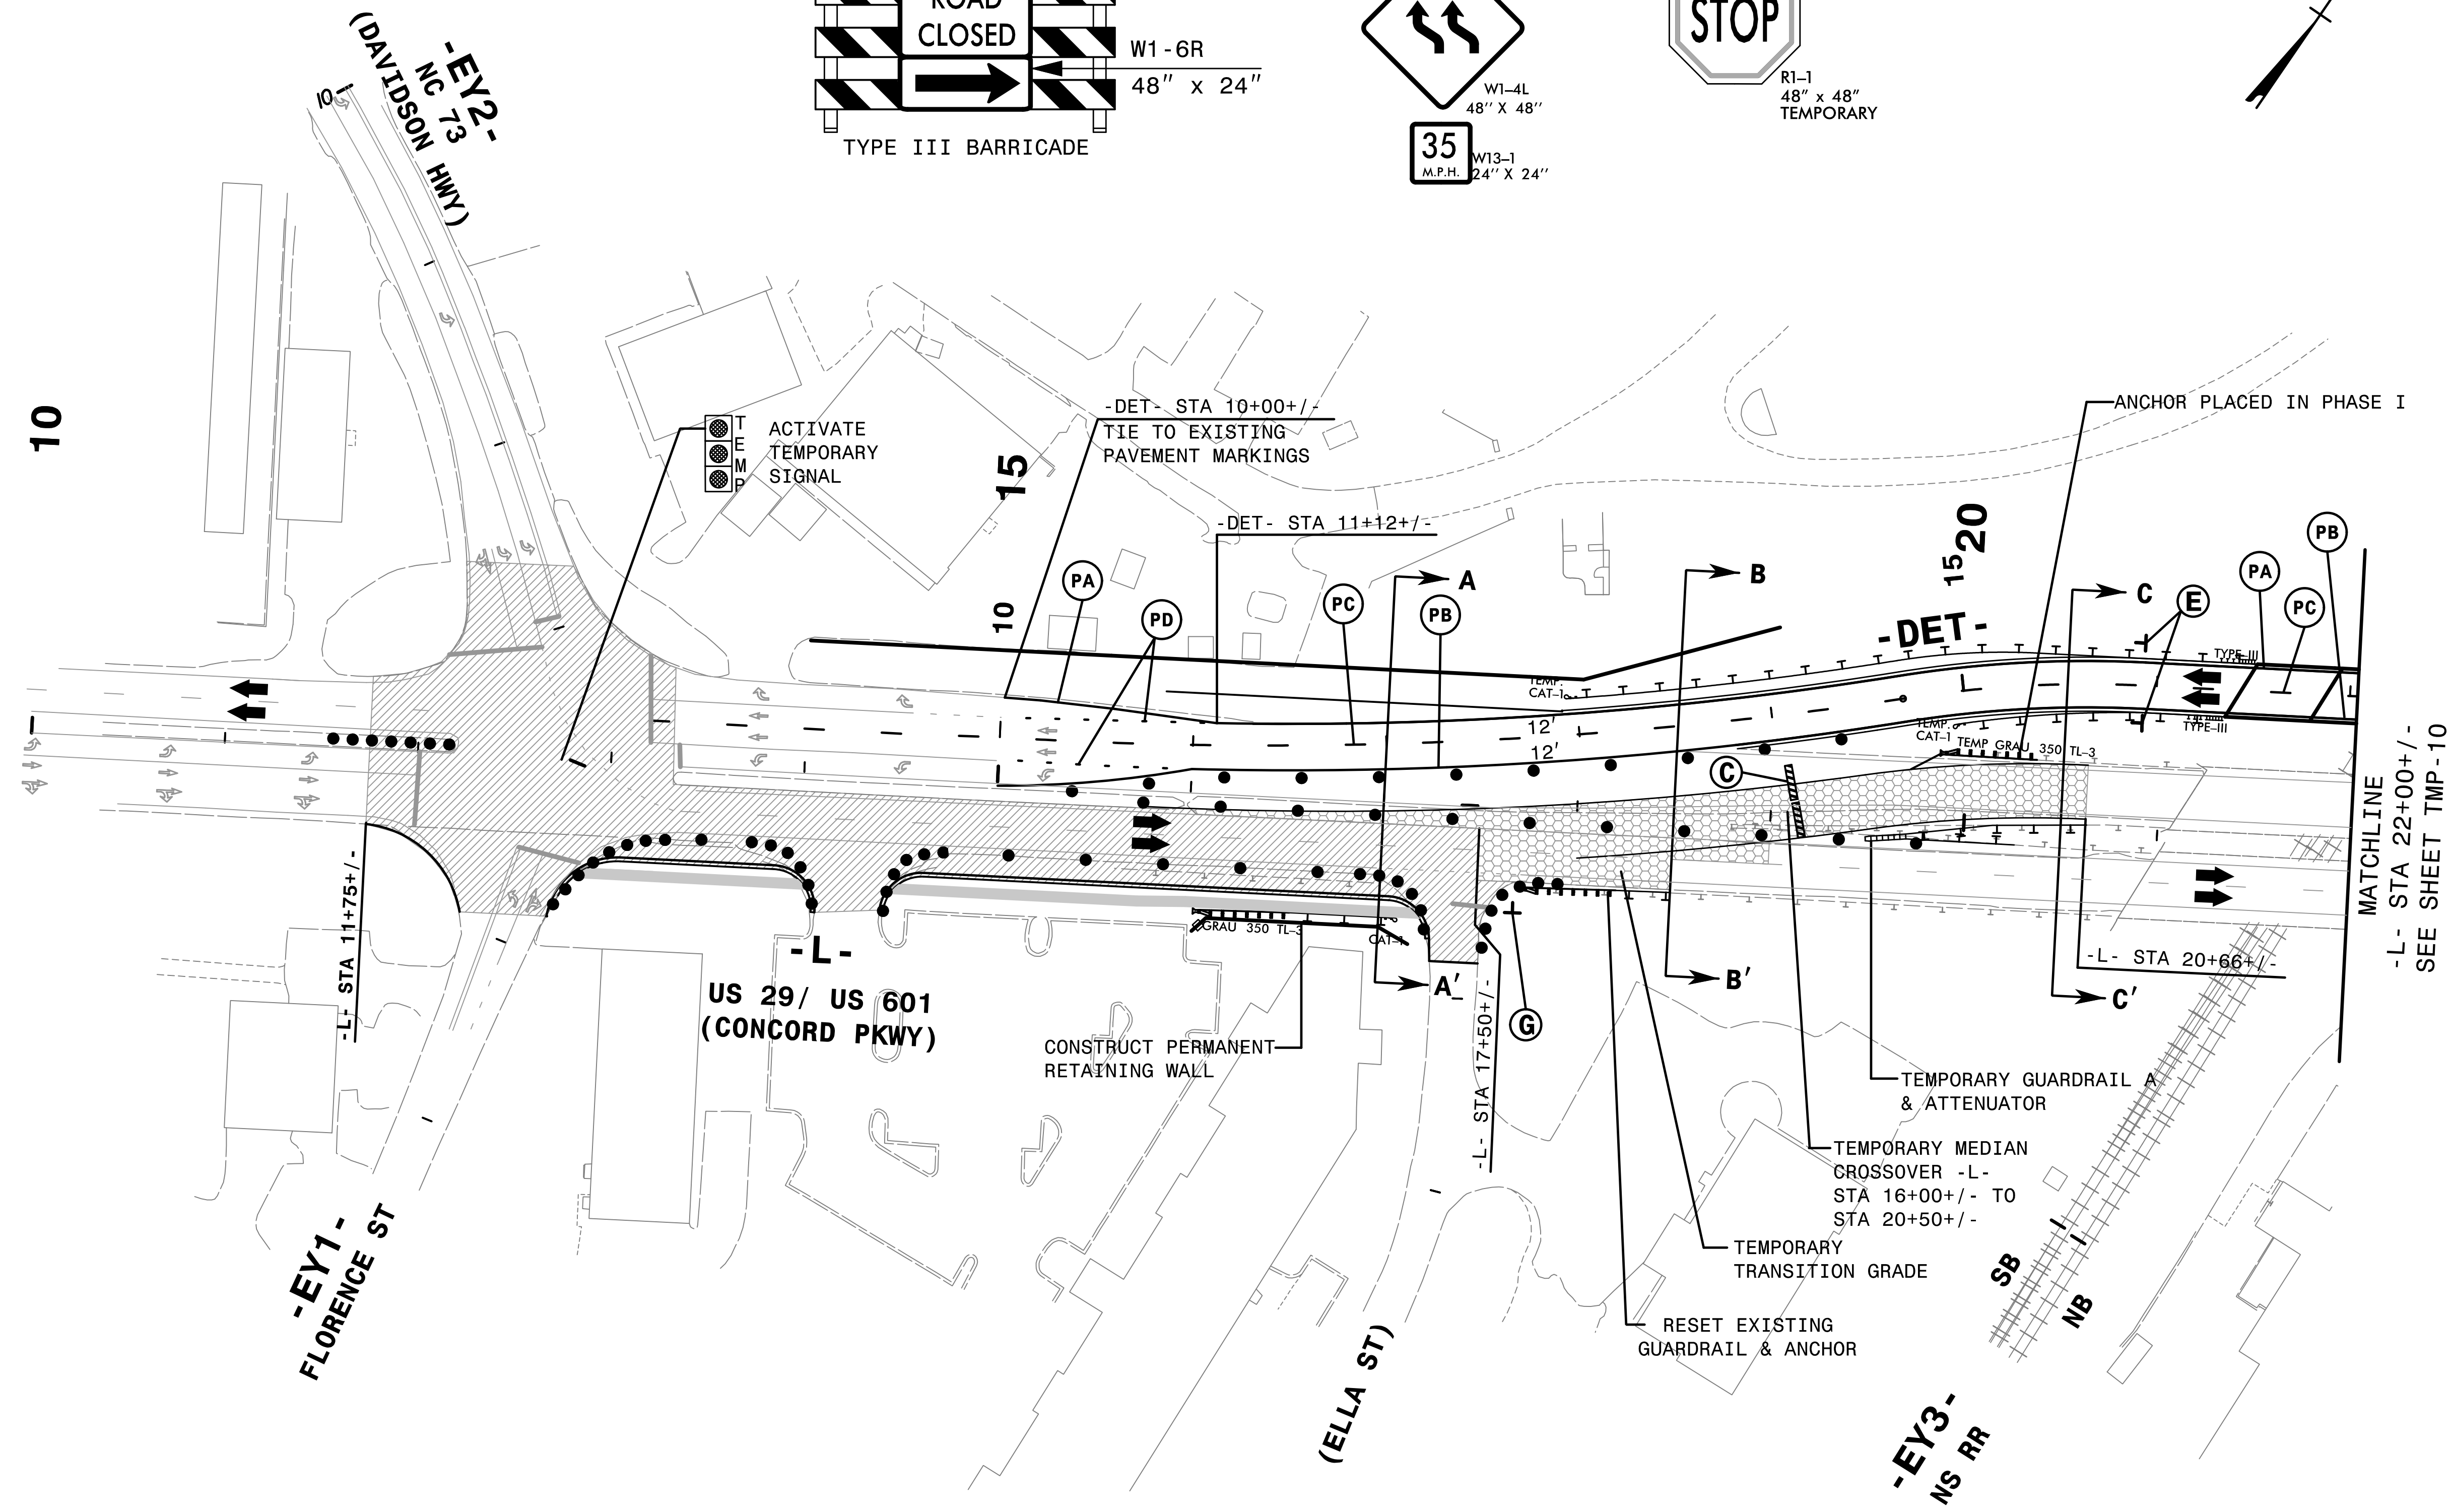 ROAD
CLOSED
W1-6R
48" x 24"
TYPE III BARRICADE
W1-4L
48'' X 48''
35
M.P.H.
W13-1
24'' X 24''
STOP
R1-1
48" x 48"
TEMPORARY
-EY2-
NC 73
(DAVIDSON HWY)
10
10
TEMP
ACTIVATE
TEMPORARY
SIGNAL
15
-DET- STA 10+00+/-
TIE TO EXISTING
PAVEMENT MARKINGS
-DET- STA 11+12+/-
ANCHOR PLACED IN PHASE I
10
PA
PD
PC
PB
A
B
15
20
C
E
PB
PA
PC
-DET-
TYPE-III
TYPE-III
TEMP.
CAT-1
12'
12'
TEMP.
CAT-1
TEMP GRAU 350 TL-3
C
MATCHLINE
-L- STA 22+00+/-
SEE SHEET TMP-10
-L- STA 11+75+/-
GRAU 350 TL-3
CAT-1
-L-
US 29/ US 601
(CONCORD PKWY)
CONSTRUCT PERMANENT
RETAINING WALL
A'
B'
C'
G
-L- STA 17+50+/-
-L- STA 20+66+/-
TEMPORARY GUARDRAIL A
& ATTENUATOR
TEMPORARY MEDIAN
CROSSOVER -L-
STA 16+00+/- TO
STA 20+50+/-
TEMPORARY
TRANSITION GRADE
RESET EXISTING
GUARDRAIL & ANCHOR
-EY1-
FLORENCE ST
(ELLA ST)
SB
NB
-EY3-
NS RR